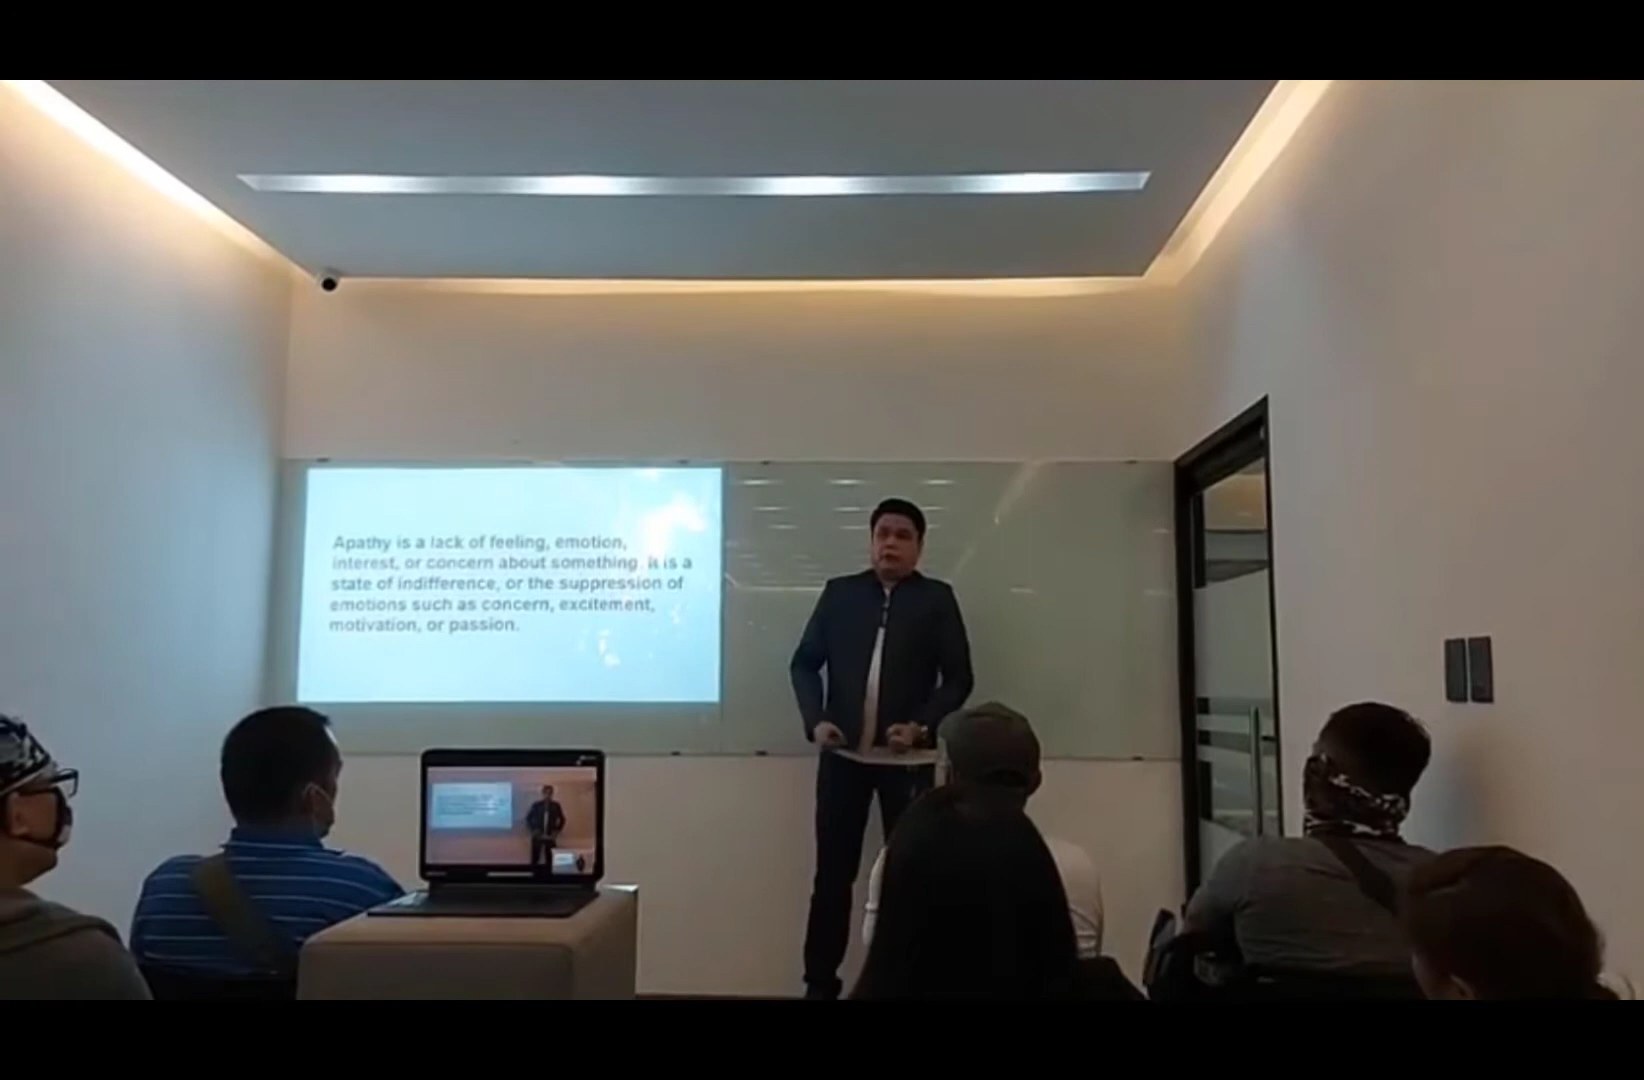 Apathy is a lack of feeling, emotion,
interest, or concern about something. It is a
state of indifference, or the suppression of
emotions such as concern, excitement,
motivation, or passion.